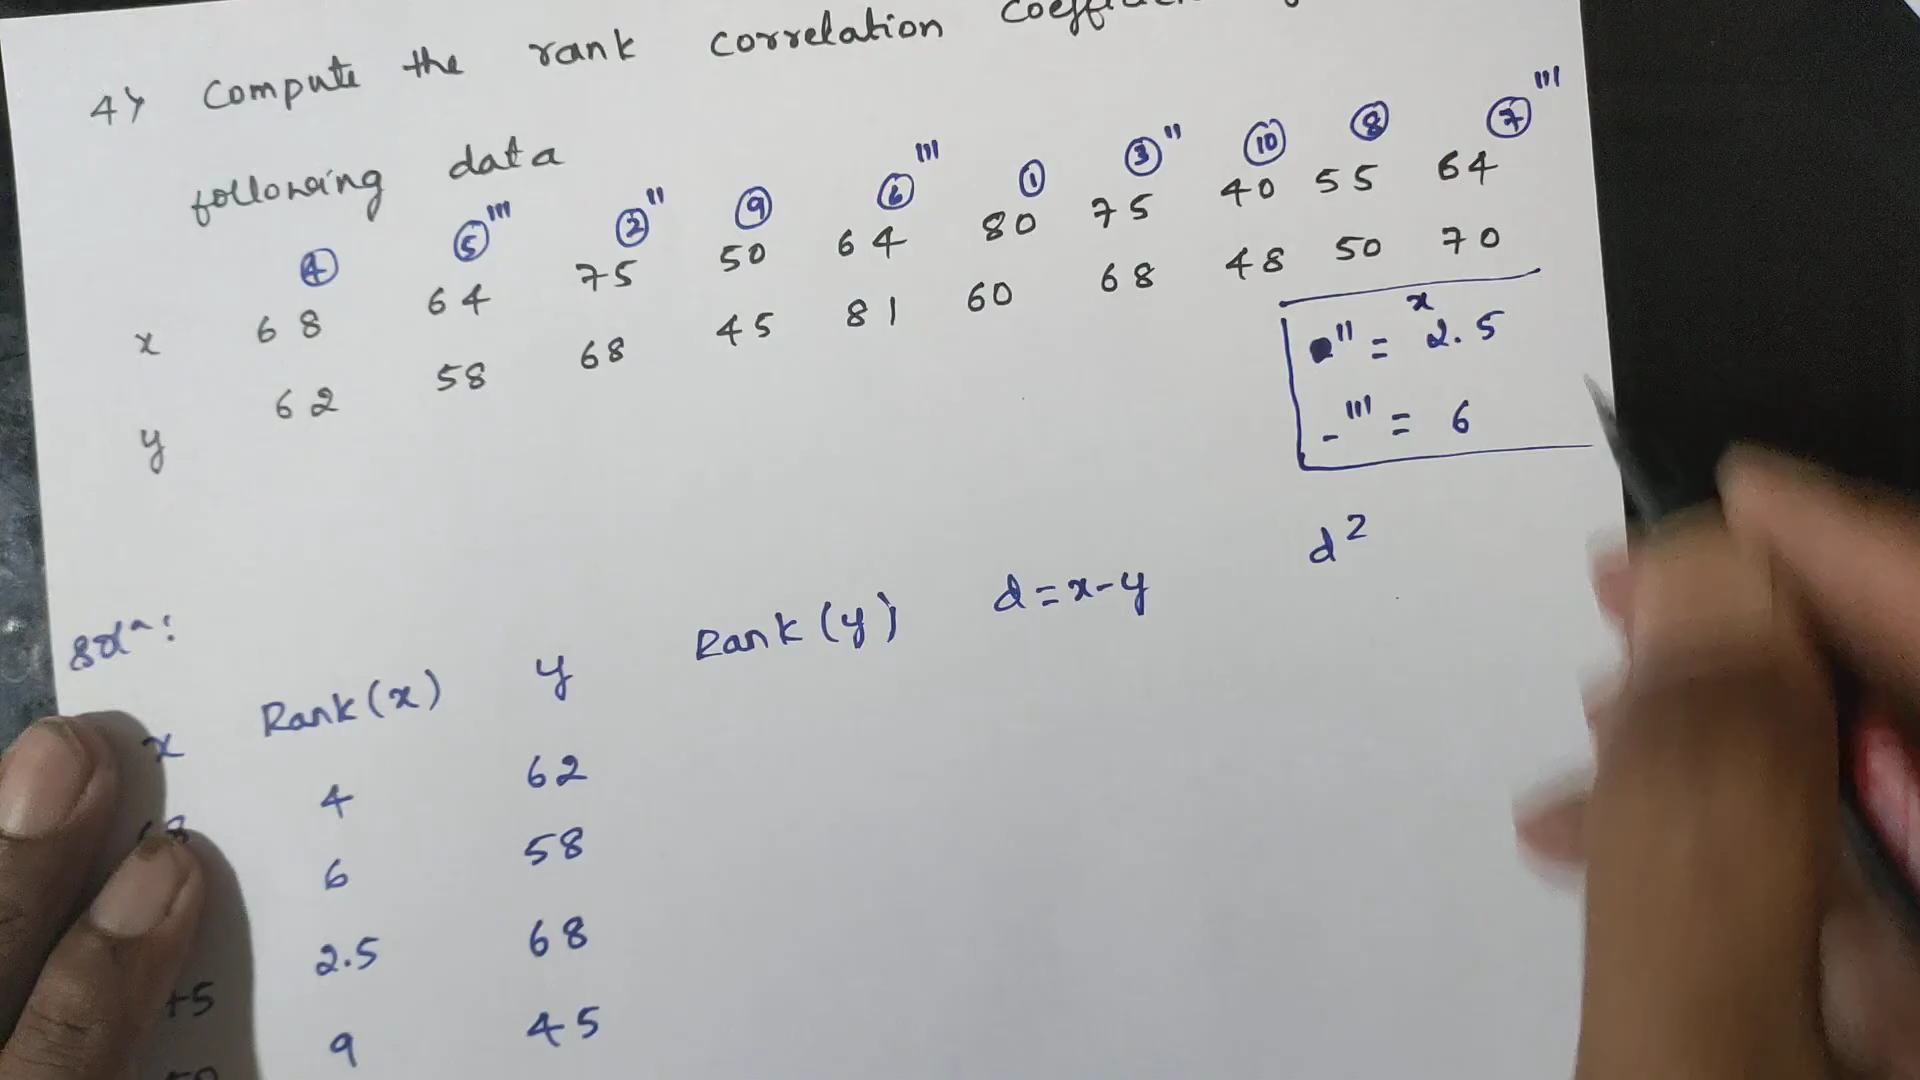 4) Compute the rank correlation
following data
④ ⑤''' ②'' ⑨ ⑥''' ① ③'' ⑩ ⑧ ⑦'''
x 68 64 75 50 64 80 75 40 55 64
y 62 58 68 45 81 60 68 48 50 70
x
'' = 2.5
-''' = 6
Soln:
x Rank(x) y Rank(y) d=x-y d²
4 62
6 58
2.5 68
9 45